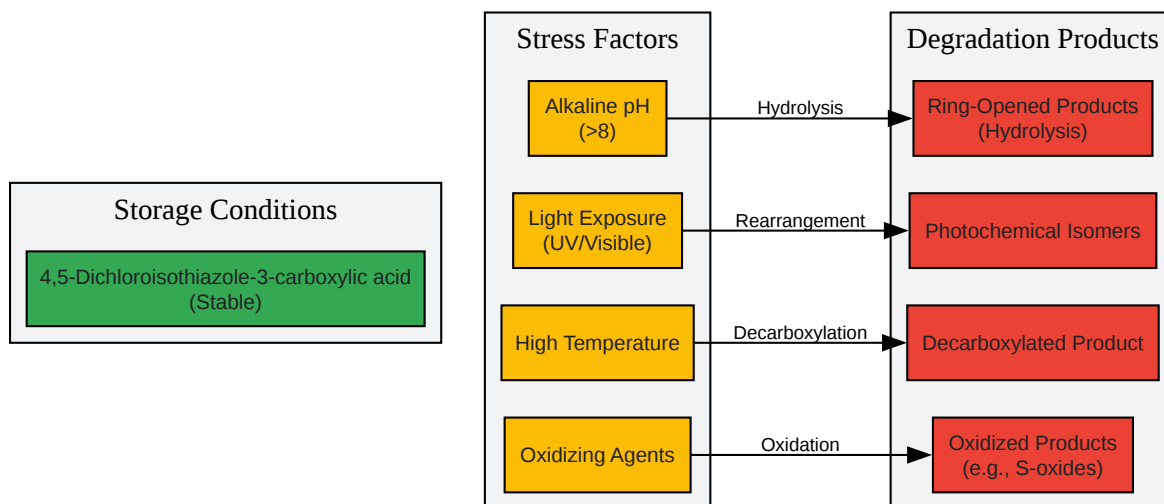 Storage Conditions
4,5-Dichloroisothiazole-3-carboxylic acid
(Stable)
Stress Factors
Alkaline pH
(>8)
Light Exposure
(UV/Visible)
High Temperature
Oxidizing Agents
Hydrolysis
Rearrangement
Decarboxylation
Oxidation
Degradation Products
Ring-Opened Products
(Hydrolysis)
Photochemical Isomers
Decarboxylated Product
Oxidized Products
(e.g., S-oxides)